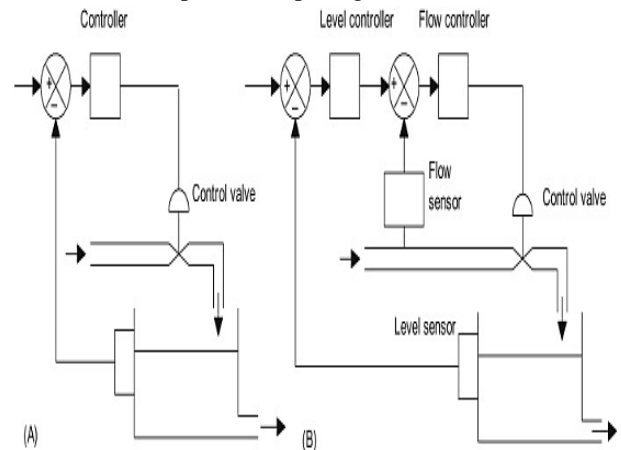 Controller
Level controller
Flow controller
+
−
+
−
+
−
Flow
sensor
Control valve
Control valve
Level sensor
(A)
(B)